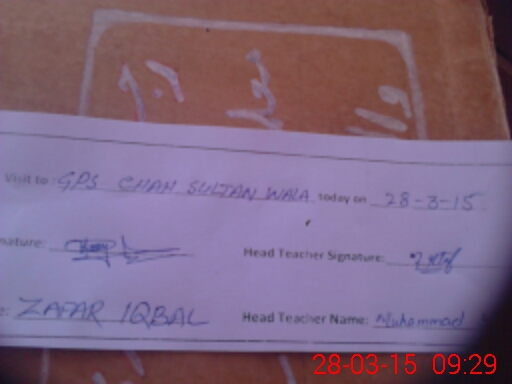 Visit to: GPS CHAN SULTAN WALA today on 28-3-15
nature: Head Teacher Signature:
e: ZAFAR IQBAL Head Teacher Name: Muhammad
28-03-15 09:29